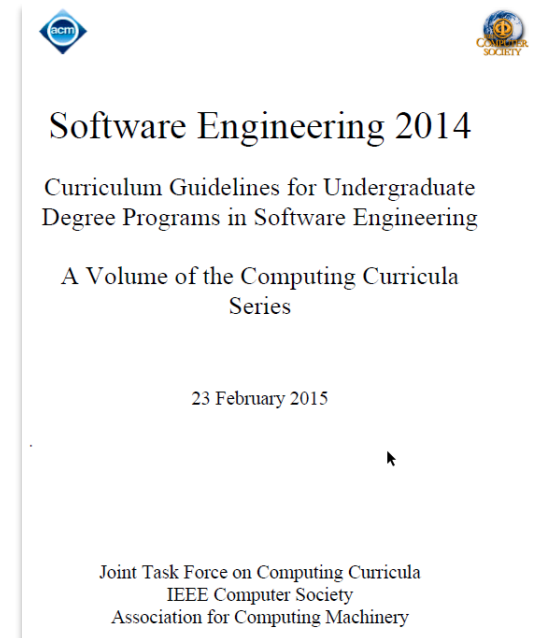 acm
COMPUTER
SOCIETY
Software Engineering 2014
Curriculum Guidelines for Undergraduate
Degree Programs in Software Engineering
A Volume of the Computing Curricula
Series
23 February 2015
Joint Task Force on Computing Curricula
IEEE Computer Society
Association for Computing Machinery